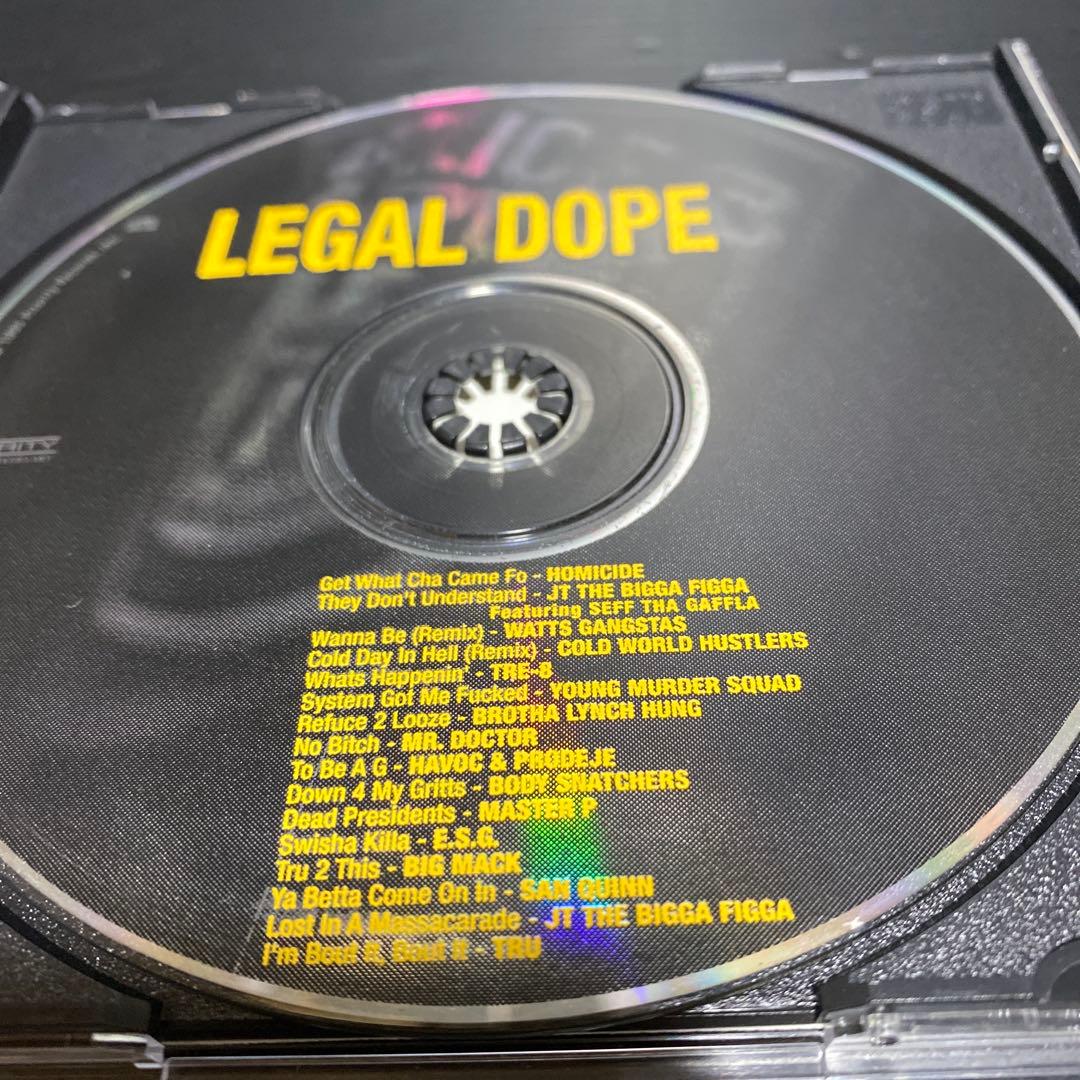 LEGAL DOPE
Get What Cha Came Fo - HOMICIDE
They Don't Understand - JT THE BIGGA FIGGA
Featuring SEFF THA GAFFLA
Wanna Be (Remix) - WATTS GANGSTAS
Cold Day In Hell (Remix) - COLD WORLD HUSTLERS
Whats Happenin' - TRE-8
System Got Me Fucked - YOUNG MURDER SQUAD
Refuce 2 Looze - BROTHA LYNCH HUNG
No Bitch - MR. DOCTOR
To Be A G - HAVOC & PRODEJE
Down 4 My Gritts - BODY SNATCHERS
Dead Presidents - MASTER P
Swisha Killa - E.S.G.
Tru 2 This - BIG MACK
Ya Betta Come On In - SAN QUINN
Lost In A Massacarade - JT THE BIGGA FIGGA
I'm Bout It, Bout It - TRU